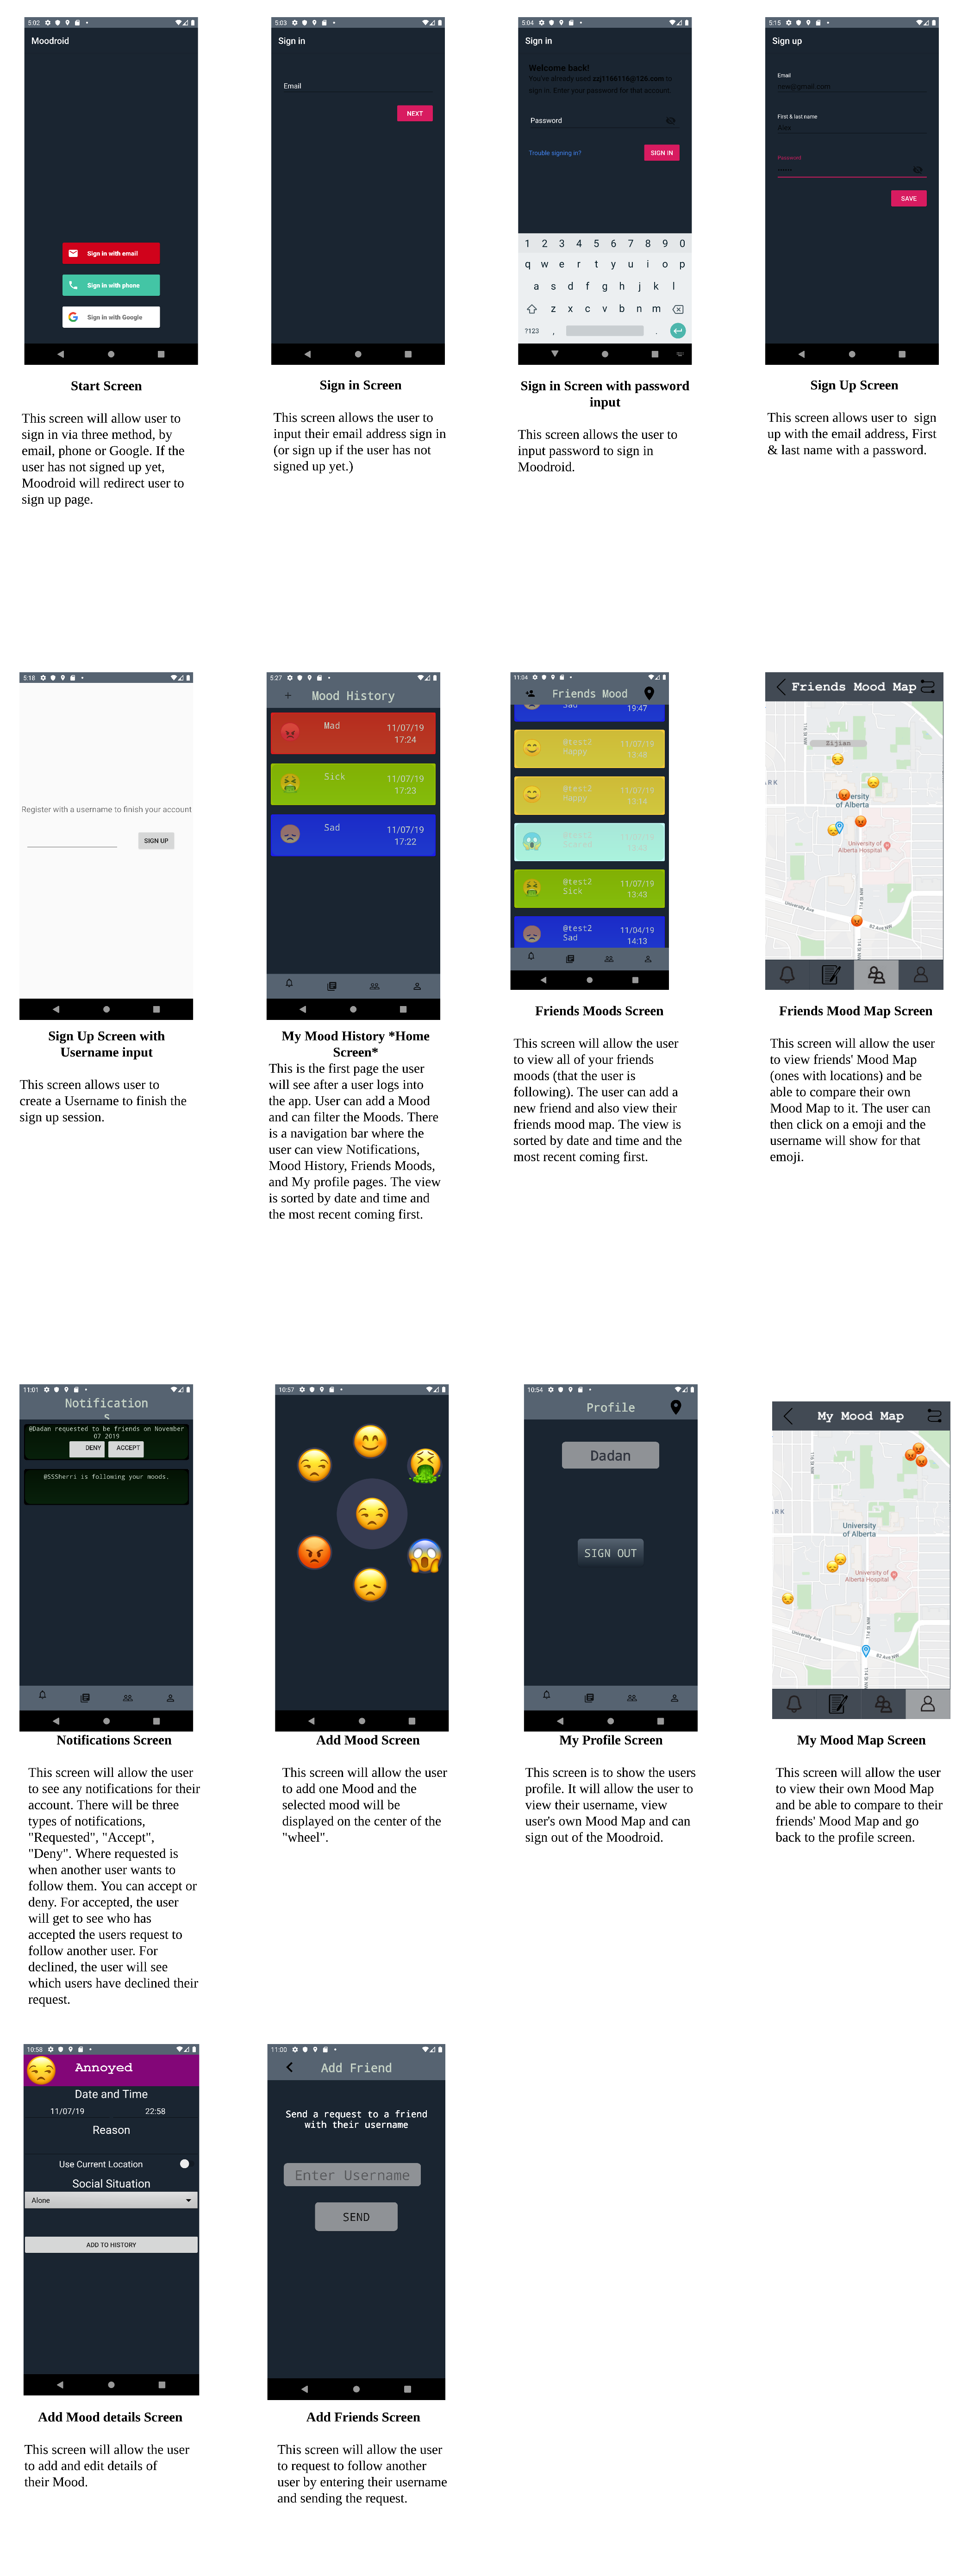 5:02
Moodroid
Sign in with email
Sign in with phone
Sign in with Google
Start Screen
This screen will allow user to
sign in via three method, by
email, phone or Google. If the
user has not signed up yet,
Moodroid will redirect user to
sign up page.
5:03
Sign in
Email
NEXT
Sign in Screen
This screen allows the user to
input their email address sign in
(or sign up if the user has not
signed up yet.)
5:04
Sign in
Welcome back!
You've already used zzj1166116@126.com to
sign in. Enter your password for that account.
Password
Trouble signing in?
SIGN IN
1 2 3 4 5 6 7 8 9 0
q w e r t y u i o p
a s d f g h j k l
z x c v b n m
?123 , .
Sign in Screen with password
input
This screen allows the user to
input password to sign in
Moodroid.
5:15
Sign up
Email
new@gmail.com
First & last name
Alex
Password
SAVE
Sign Up Screen
This screen allows user to  sign
up with the email address, First
& last name with a password.
5:18
Register with a username to finish your account
SIGN UP
Sign Up Screen with
Username input
This screen allows user to
create a Username to finish the
sign up session.
5:27
+ Mood History
Mad 11/07/19
17:24
Sick 11/07/19
17:23
Sad 11/07/19
17:22
My Mood History *Home
Screen*
This is the first page the user
will see after a user logs into
the app. User can add a Mood
and can filter the Moods. There
is a navigation bar where the
user can view Notifications,
Mood History, Friends Moods,
and My profile pages. The view
is sorted by date and time and
the most recent coming first.
11:04
Friends Mood
Sad 19:47
@test2 11/07/19
Happy
@test2 11/07/19
Happy
@test2
Scared
@test2 11/07/19
Sick 13:43
@test2 11/04/19
Sad 14:13
Friends Moods Screen
This screen will allow the user
to view all of your friends
moods (that the user is
following). The user can add a
new friend and also view their
friends mood map. The view is
sorted by date and time and the
most recent coming first.
Friends Mood Map
116 St NW
Zijian
ARK
University
of Alberta
University of
Alberta Hospital
114 St NW
University Ave
82 Ave NW
114 St NW
Friends Mood Map Screen
This screen will allow the user
to view friends' Mood Map
(ones with locations) and be
able to compare their own
Mood Map to it. The user can
then click on a emoji and the
username will show for that
emoji.
11:01
Notification
s
@Dadan requested to be friends on November
07 2019
DENY ACCEPT
@SSSherri is following your moods.
Notifications Screen
This screen will allow the user
to see any notifications for their
account. There will be three
types of notifications,
"Requested", "Accept",
"Deny". Where requested is
when another user wants to
follow them. You can accept or
deny. For accepted, the user
will get to see who has
accepted the users request to
follow another user. For
declined, the user will see
which users have declined their
request.
10:57
Add Mood Screen
This screen will allow the user
to add one Mood and the
selected mood will be
displayed on the center of the
"wheel".
10:54
Profile
Dadan
SIGN OUT
My Profile Screen
This screen is to show the users
profile. It will allow the user to
view their username, view
user's own Mood Map and can
sign out of the Moodroid.
My Mood Map
116 St NW
ARK
University
of Alberta
University of
Alberta Hospital
114 St NW
University Ave
82 Ave NW
114 St NW
My Mood Map Screen
This screen will allow the user
to view their own Mood Map
and be able to compare to their
friends' Mood Map and go
back to the profile screen.
10:58
Annoyed
Date and Time
11/07/19 22:58
Reason
Use Current Location
Social Situation
Alone
ADD TO HISTORY
Add Mood details Screen
This screen will allow the user
to add and edit details of
their Mood.
11:00
Add Friend
Send a request to a friend
with their username
Enter Username
SEND
Add Friends Screen
This screen will allow the user
to request to follow another
user by entering their username
and sending the request.